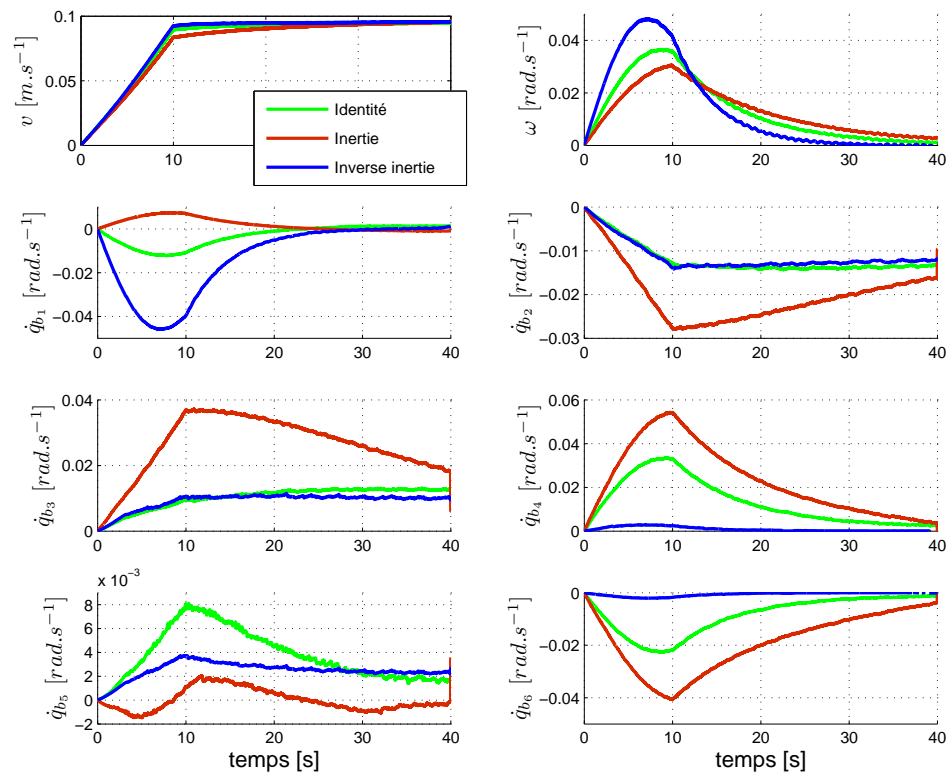 0.1
0.05
0
v [m.s⁻¹]
0 10
Identité
Inertie
Inverse inertie
0.04
0.02
0
ω [rad.s⁻¹]
0 10 20 30 40
0
−0.02
−0.04
q̇b1 [rad.s⁻¹]
0 10 20 30 40
0
−0.01
−0.02
−0.03
q̇b2 [rad.s⁻¹]
0 10 20 30 40
0.04
0.02
0
q̇b3 [rad.s⁻¹]
0 10 20 30 40
0.06
0.04
0.02
0
q̇b4 [rad.s⁻¹]
0 10 20 30 40
x 10⁻³
8
6
4
2
0
−2
q̇b5 [rad.s⁻¹]
0 10 20 30 40
temps [s]
0
−0.02
−0.04
q̇b6 [rad.s⁻¹]
0 10 20 30 40
temps [s]